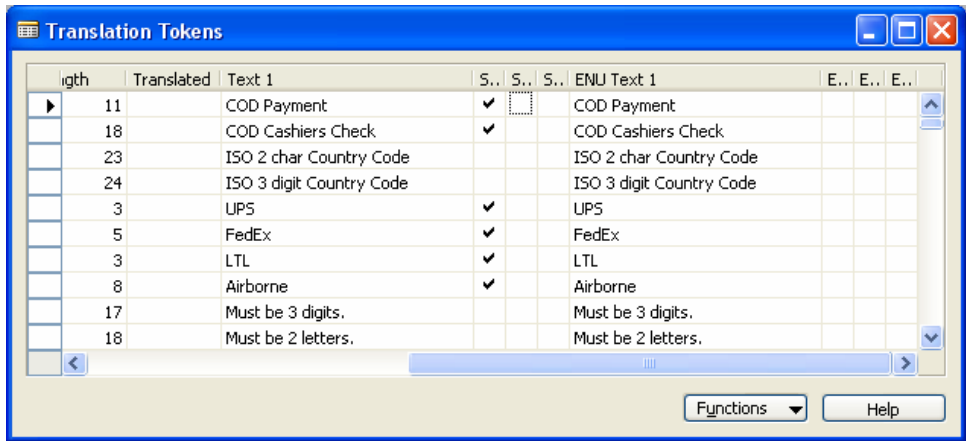 Translation Tokens
gth Translated Text 1 S.. S.. S.. ENU Text 1 E.. E.. E..
11 COD Payment COD Payment
18 COD Cashiers Check COD Cashiers Check
23 ISO 2 char Country Code ISO 2 char Country Code
24 ISO 3 digit Country Code ISO 3 digit Country Code
3 UPS UPS
5 FedEx FedEx
3 LTL LTL
8 Airborne Airborne
17 Must be 3 digits. Must be 3 digits.
18 Must be 2 letters. Must be 2 letters.
Functions Help